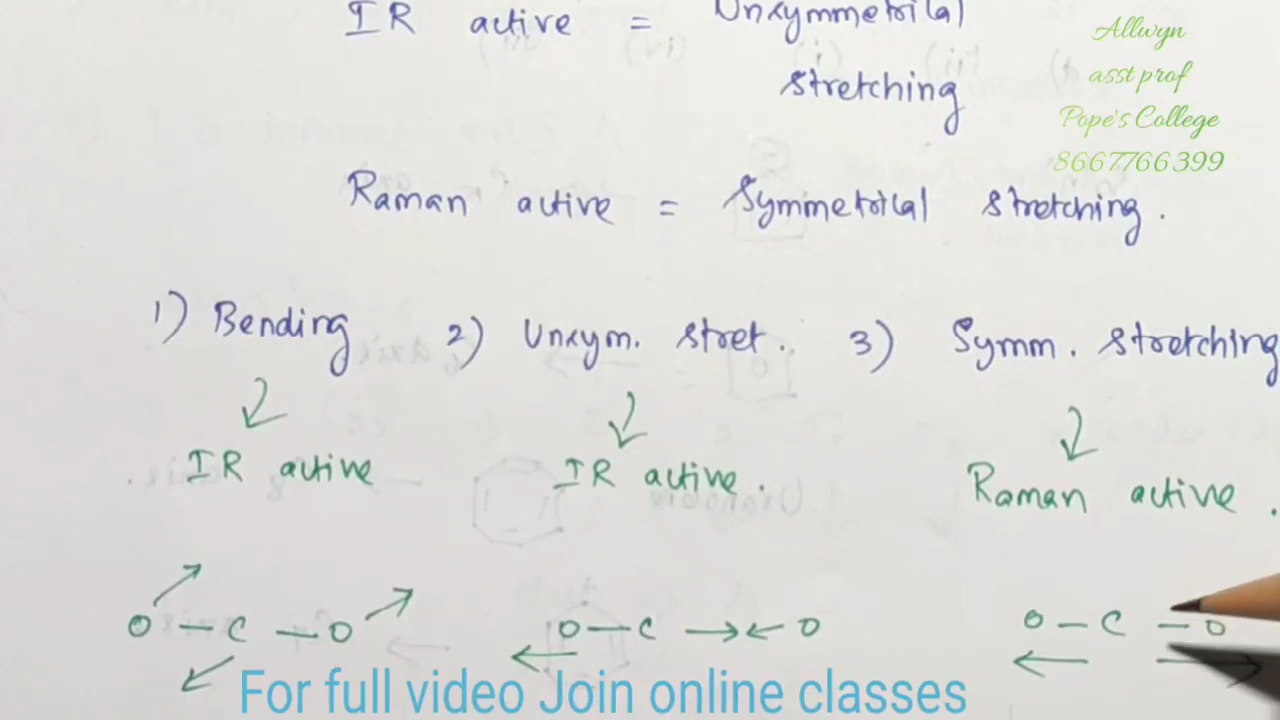 IR active = Unsymmetrical
stretching
Allwyn
asst prof
Pope's College
8667766399
Raman active = Symmetrical stretching.
1) Bending 2) Unsym. stret. 3) Symm. stretching
IR active IR active. Raman active.
O - C - O O - C O O - C - O
For full video Join online classes